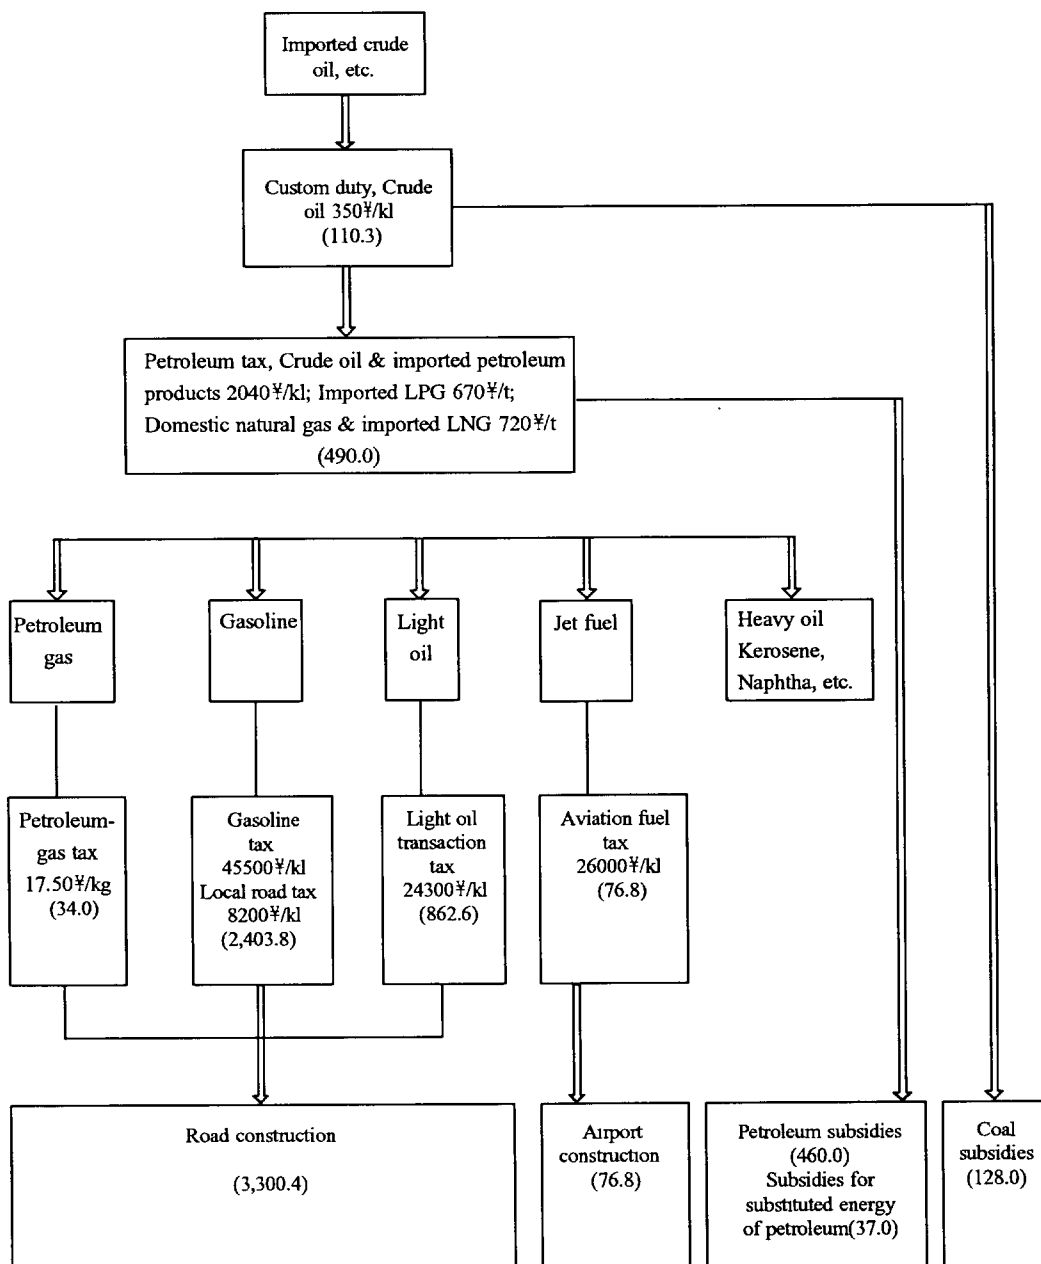 Imported crude
oil, etc.
Custom duty, Crude
oil 350¥/kl
(110.3)
Petroleum tax, Crude oil & imported petroleum
products 2040¥/kl; Imported LPG 670¥/t;
Domestic natural gas & imported LNG 720¥/t
(490.0)
Petroleum
gas
Gasoline
Light
oil
Jet fuel
Heavy oil
Kerosene,
Naphtha, etc.
Petroleum-
gas tax
17.50¥/kg
(34.0)
Gasoline
tax
45500¥/kl
Local road tax
8200¥/kl
(2,403.8)
Light oil
transaction
tax
24300¥/kl
(862.6)
Aviation fuel
tax
26000¥/kl
(76.8)
Road construction
(3,300.4)
Airport
construction
(76.8)
Petroleum subsidies
(460.0)
Subsidies for
substituted energy
of petroleum(37.0)
Coal
subsidies
(128.0)